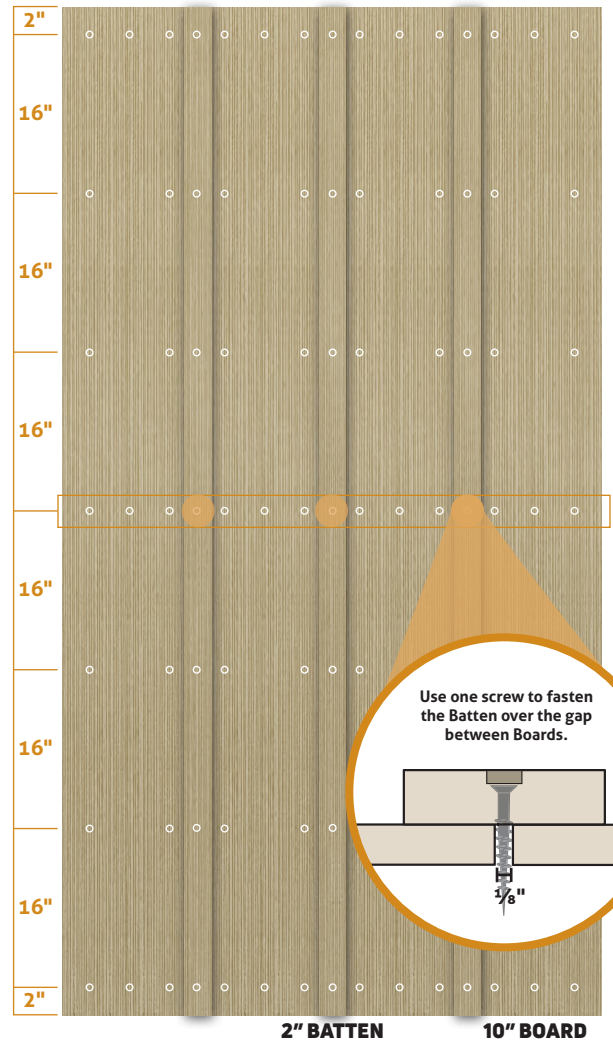 2"
16"
16"
16"
16"
16"
16"
2"
Use one screw to fasten
the Batten over the gap
between Boards.
⅛"
2” BATTEN
10” BOARD